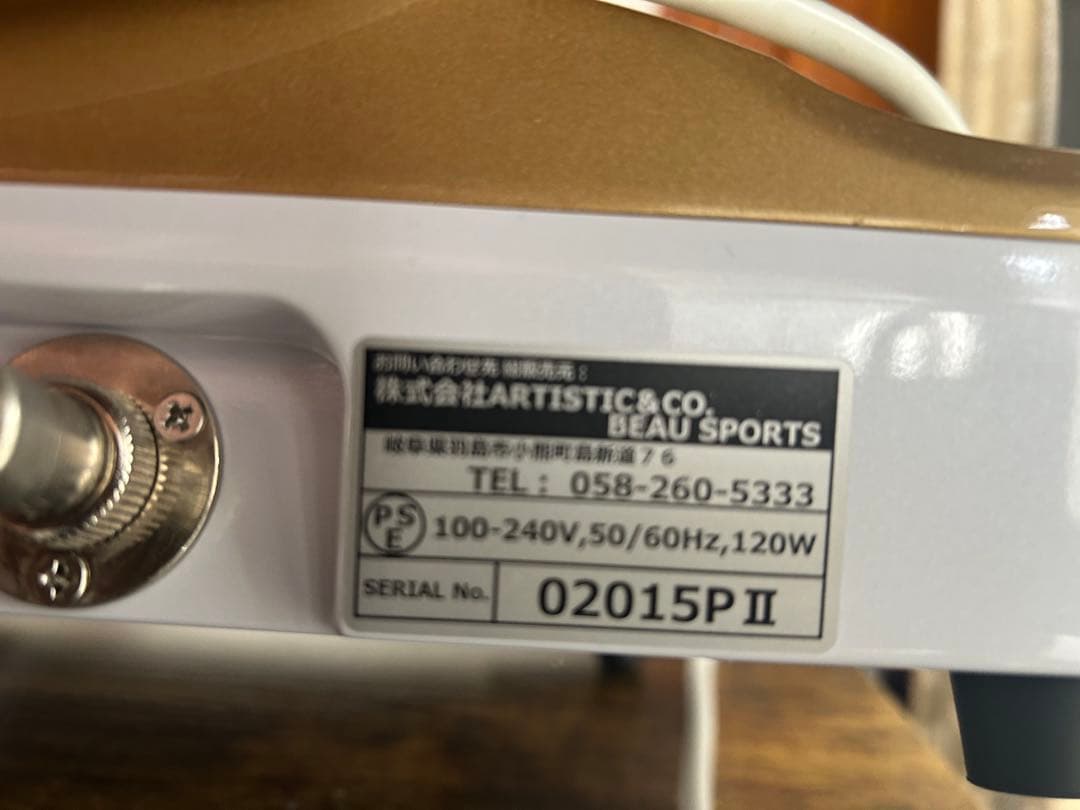 お問い合わせ先 総販売元：
株式会社ARTISTIC&CO.
BEAU SPORTS
岐阜県羽島市小熊町島新道７６
TEL： 058-260-5333
PSE 100-240V,50/60Hz,120W
SERIAL No. 02015PⅡ